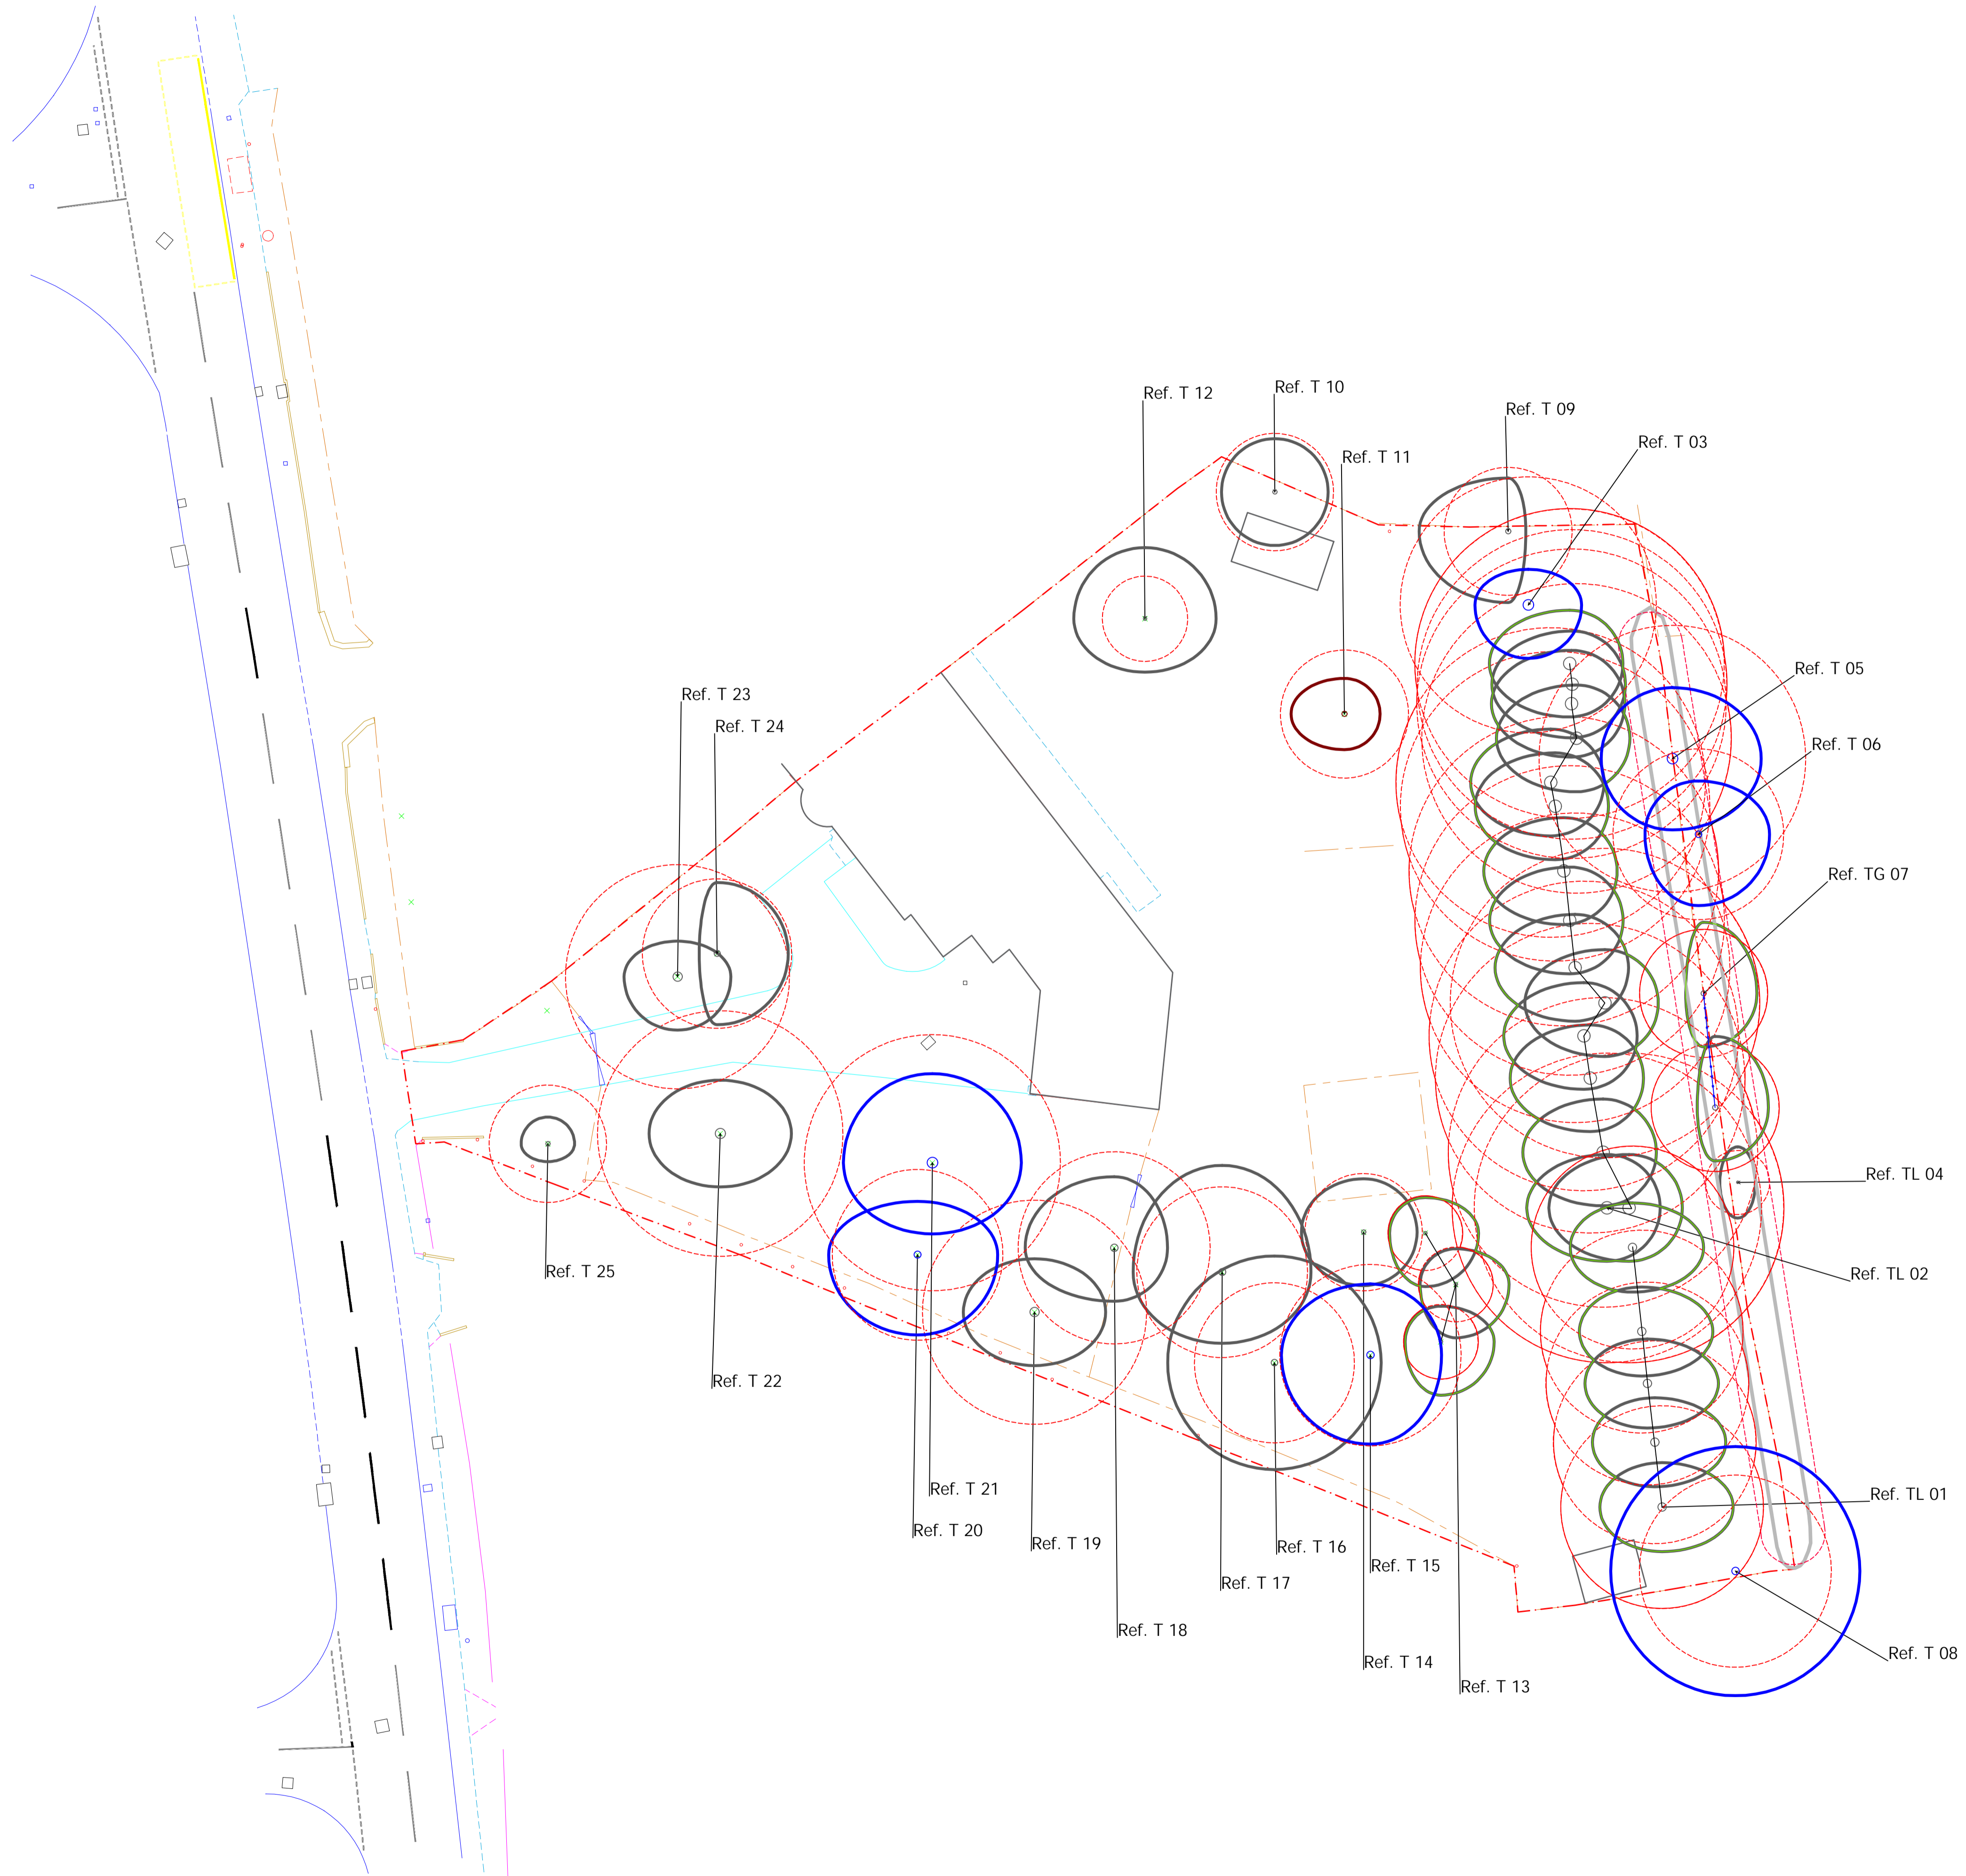 Ref. T 10
Ref. T 12
Ref. T 09
Ref. T 03
Ref. T 11
Ref. T 05
Ref. T 23
Ref. T 24
Ref. T 06
Ref. TG 07
Ref. TL 04
Ref. T 25
Ref. TL 02
Ref. T 22
Ref. T 21
Ref. TL 01
Ref. T 20
Ref. T 19
Ref. T 16
Ref. T 15
Ref. T 17
Ref. T 18
Ref. T 08
Ref. T 14
Ref. T 13